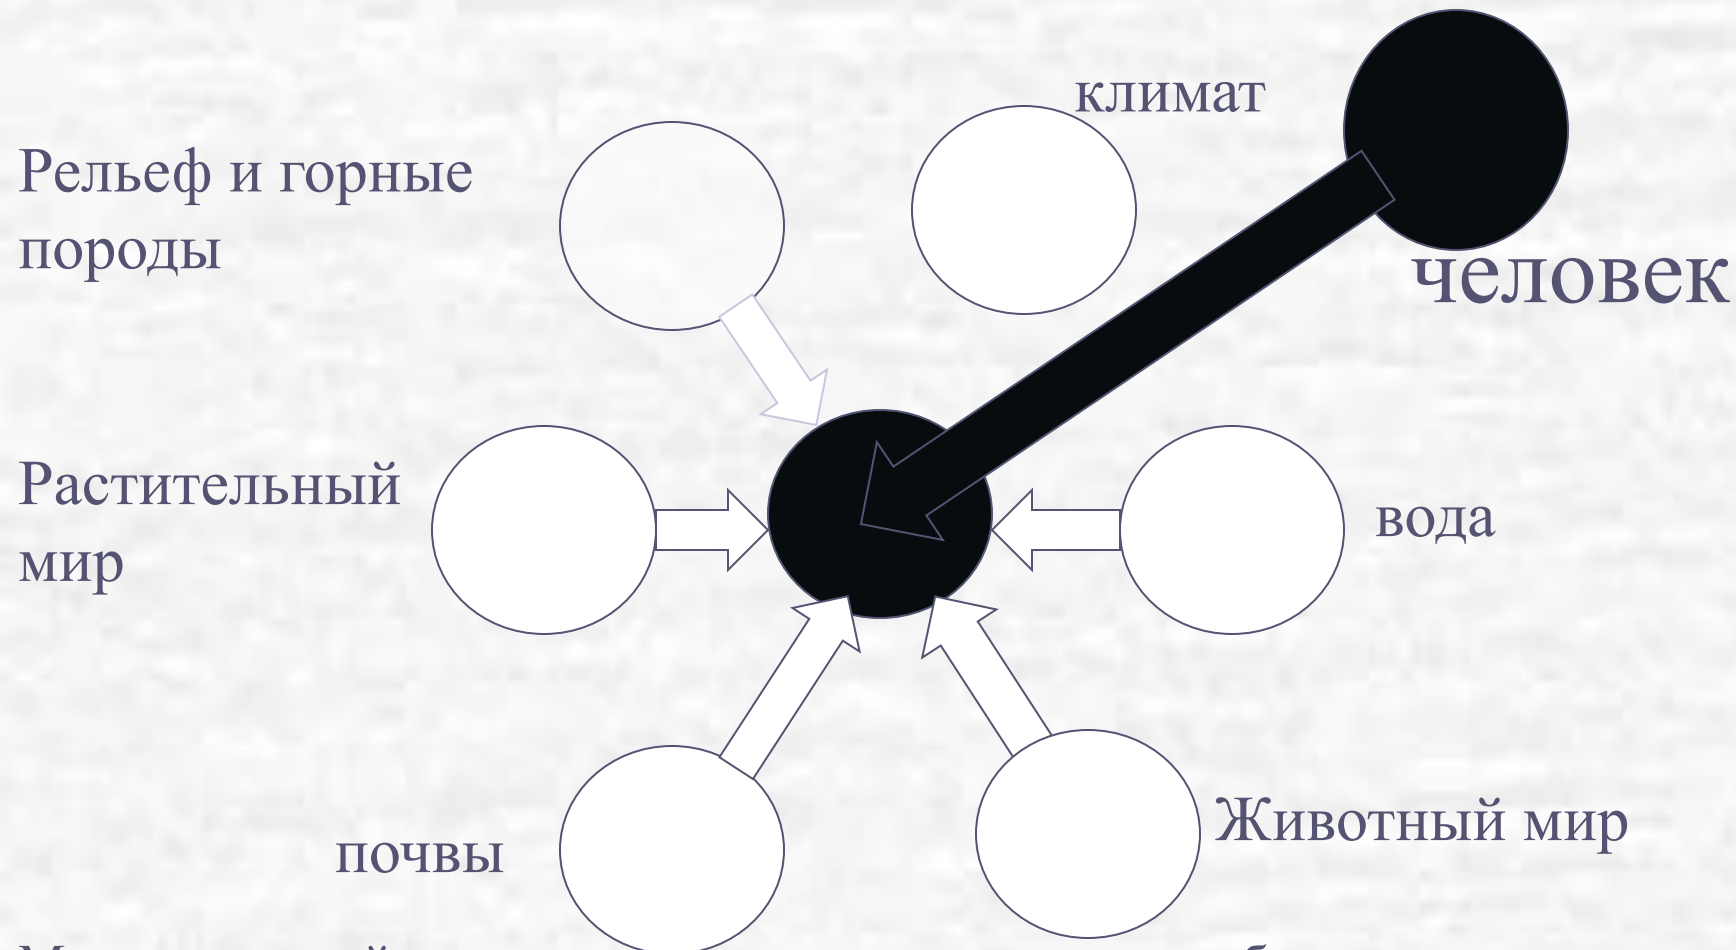 климат
Рельеф и горные
породы
человек
Растительный
мир
вода
Животный мир
почвы